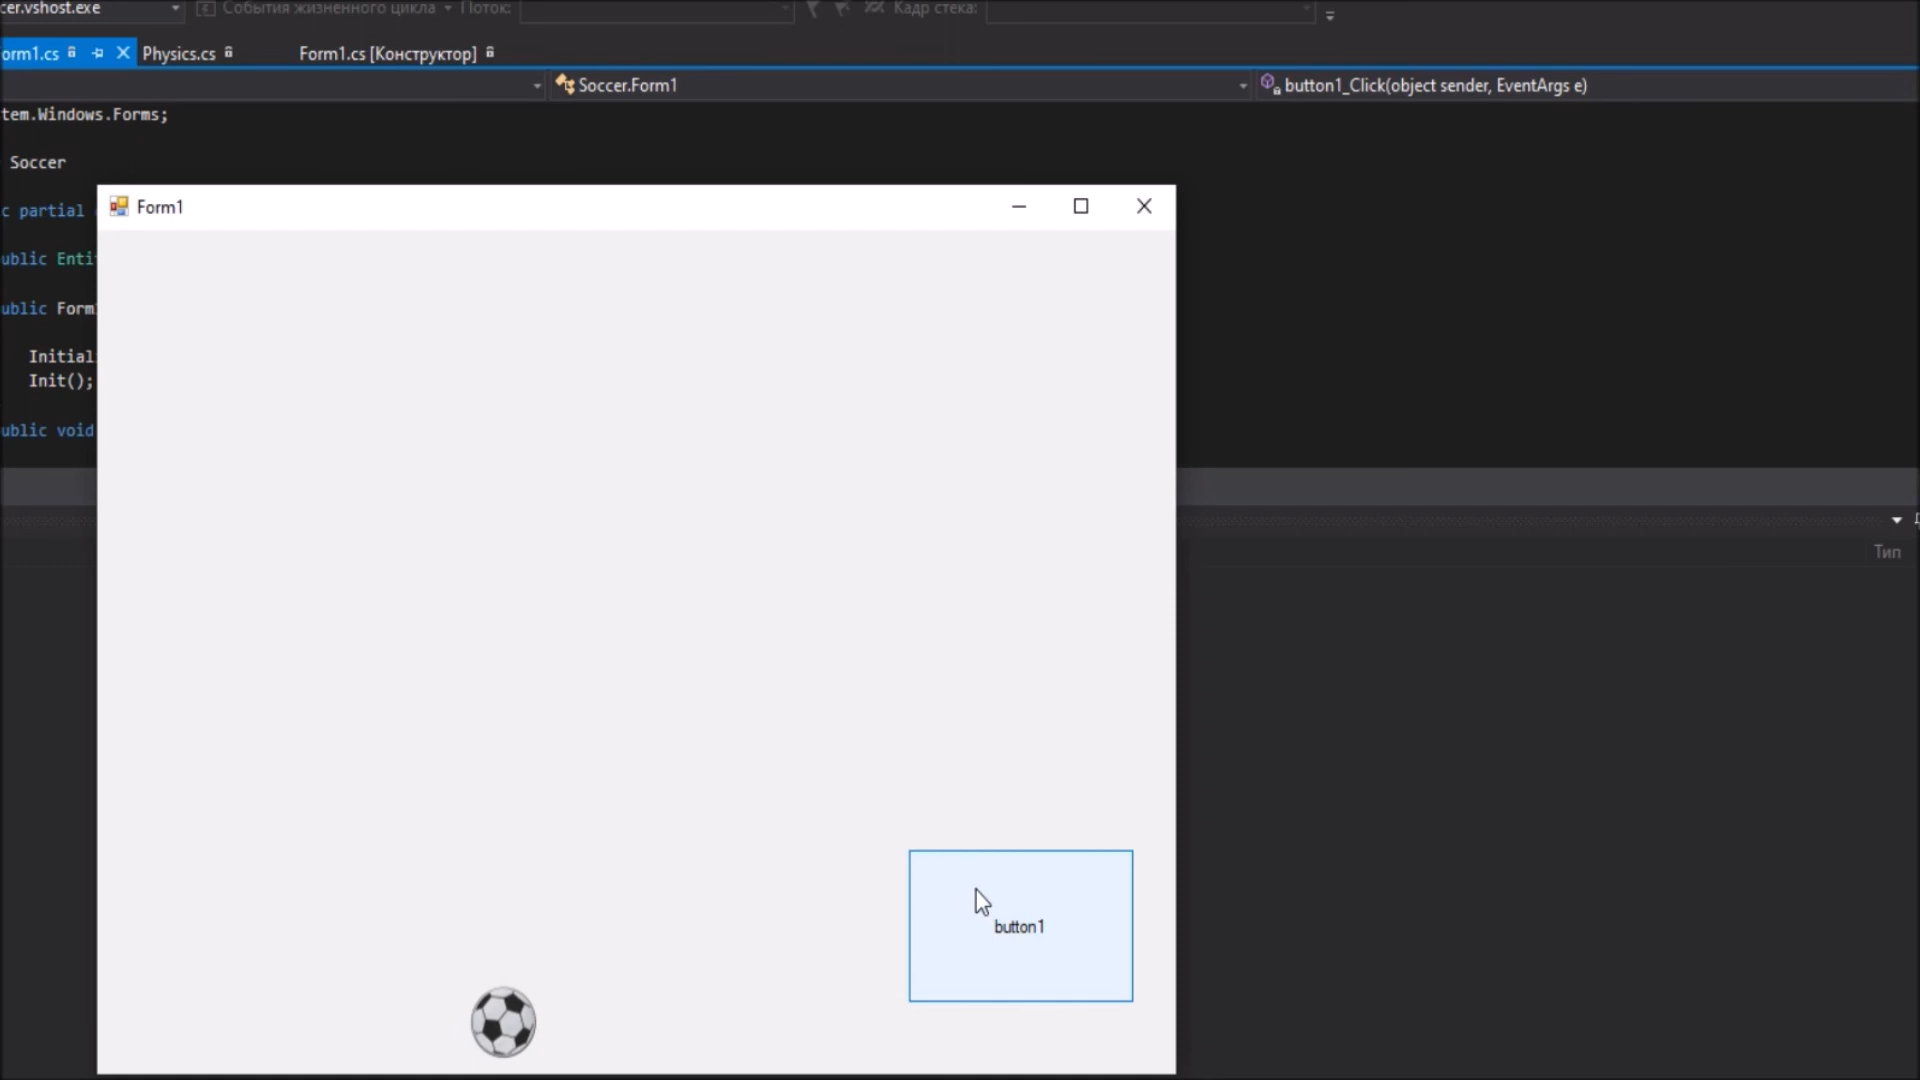 cer.vshost.exe События жизненного цикла Поток: Кадр стека:
orm1.cs Physics.cs Form1.cs [Конструктор]
Soccer.Form1 button1_Click(object sender, EventArgs e)
tem.Windows.Forms;
Soccer
c partial
ublic Enti
ublic Form
Initial
Init();
ublic void
Form1
Тип
button1